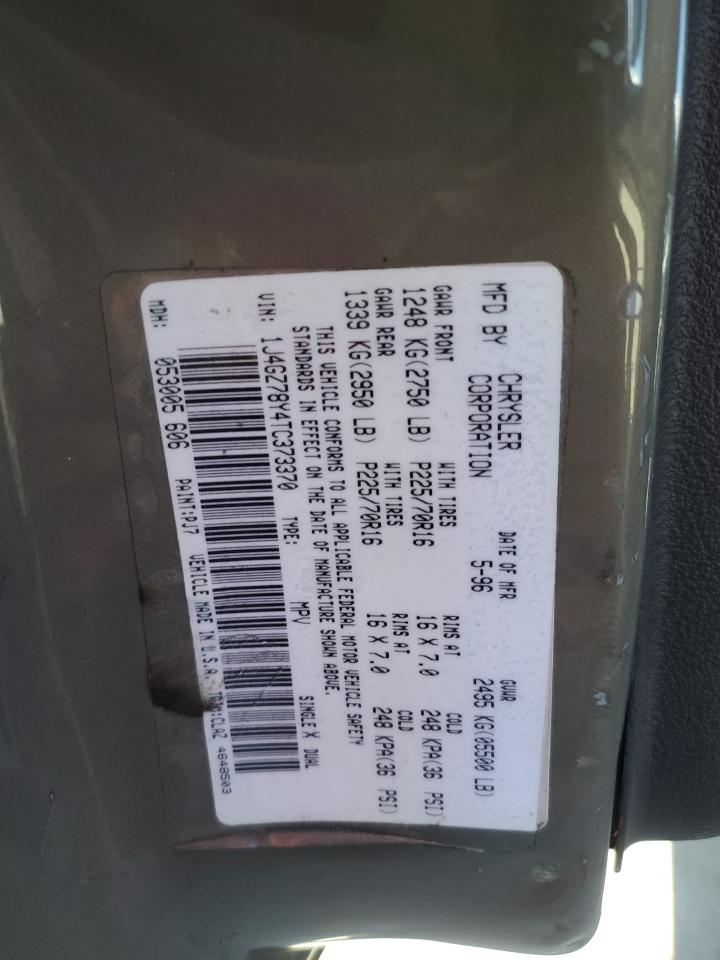 MFD BY CHRYSLER CORPORATION DATE OF MFR 5-96 GVWR 2495 KG(05500 LB)
GAWR FRONT WITH TIRES RIMS AT COLD
1248 KG(2750 LB) P225/70R16 16 X 7.0 248 KPA(36 PSI)
GAWR REAR WITH TIRES RIMS AT COLD
1339 KG(2950 LB) P225/70R16 16 X 7.0 248 KPA(36 PSI)
THIS VEHICLE CONFORMS TO ALL APPLICABLE FEDERAL MOTOR VEHICLE SAFETY
STANDARDS IN EFFECT ON THE DATE OF MANUFACTURE SHOWN ABOVE.
VIN: 1J4GZ78Y4TC373370 TYPE: MPV SINGLE X DUAL
MDH: 053005 606 PAINT:PJ7 VEHICLE MADE IN U.S.A. 4648503